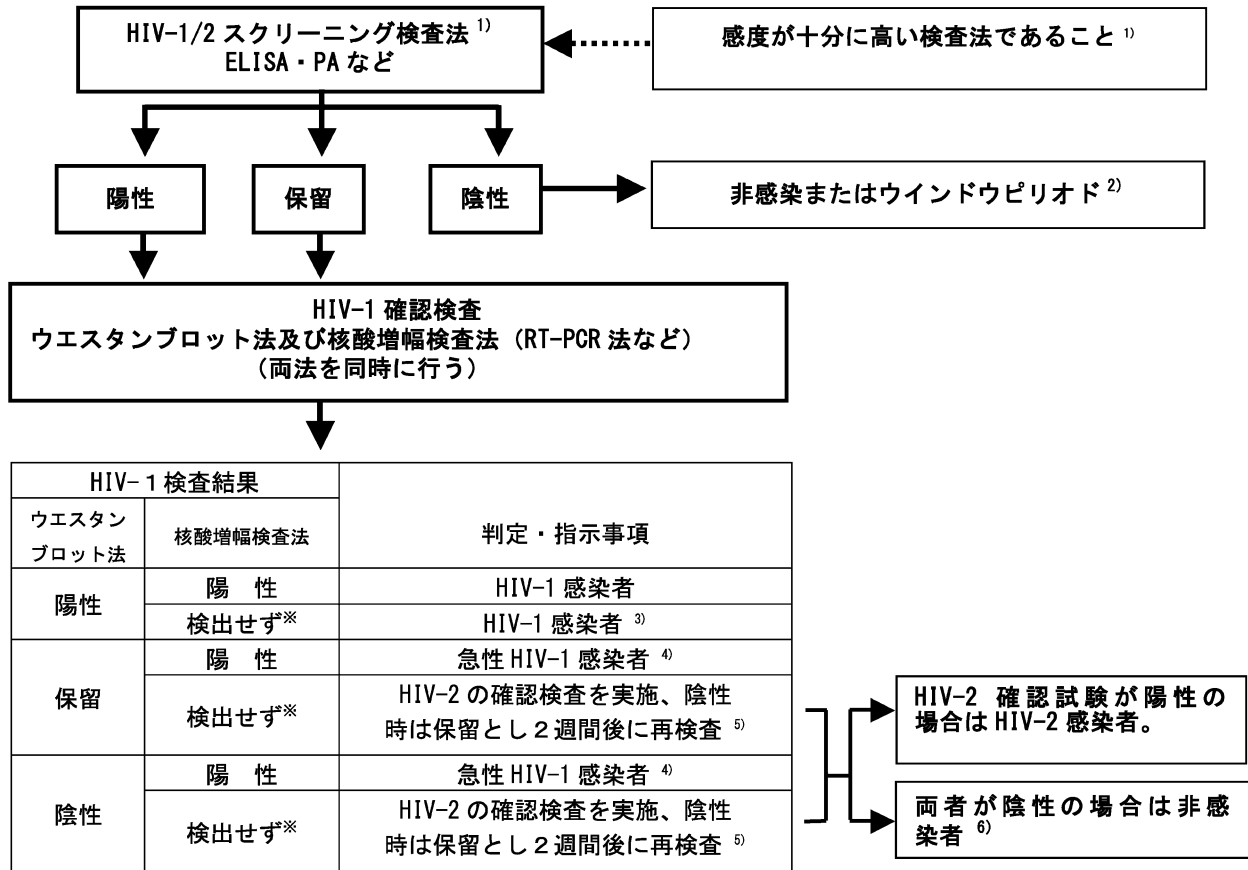 HIV-1/2 スクリーニング検査法 1)
ELISA・PA など
感度が十分に高い検査法であること 1)
陽性
保留
陰性
非感染またはウインドウピリオド 2)
HIV-1 確認検査
ウエスタンブロット法及び核酸増幅検査法（RT-PCR 法など）
（両法を同時に行う）
HIV-１検査結果
ウエスタン
ブロット法
核酸増幅検査法
判定・指示事項
陽性
陽　性
HIV-1 感染者
検出せず※
HIV-1 感染者 3)
保留
陽　性
急性 HIV-1 感染者 4)
検出せず※
HIV-2 の確認検査を実施、陰性
時は保留とし２週間後に再検査 5)
陰性
陽　性
急性 HIV-1 感染者 4)
検出せず※
HIV-2 の確認検査を実施、陰性
時は保留とし２週間後に再検査 5)
HIV-2 確認試験が陽性の
場合は HIV-2 感染者。
両者が陰性の場合は非感
染者 6)